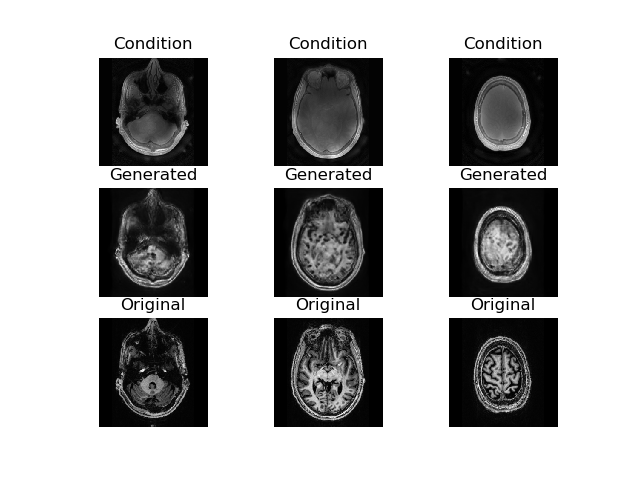 Condition Condition Condition
Generated Generated Generated
Original Original Original